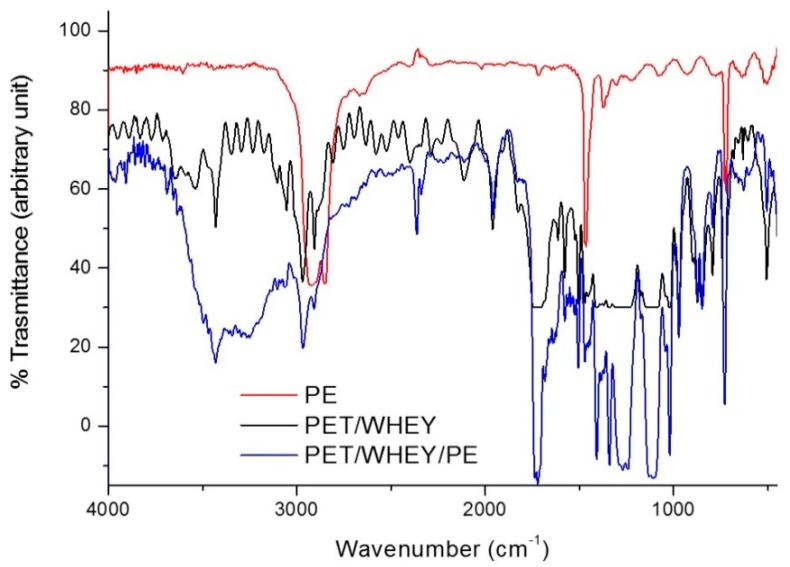 % Trasmittance (arbitrary unit)
100
80
60
40
20
0
PE
PET/WHEY
PET/WHEY/PE
4000 3000 2000 1000
Wavenumber (cm⁻¹)